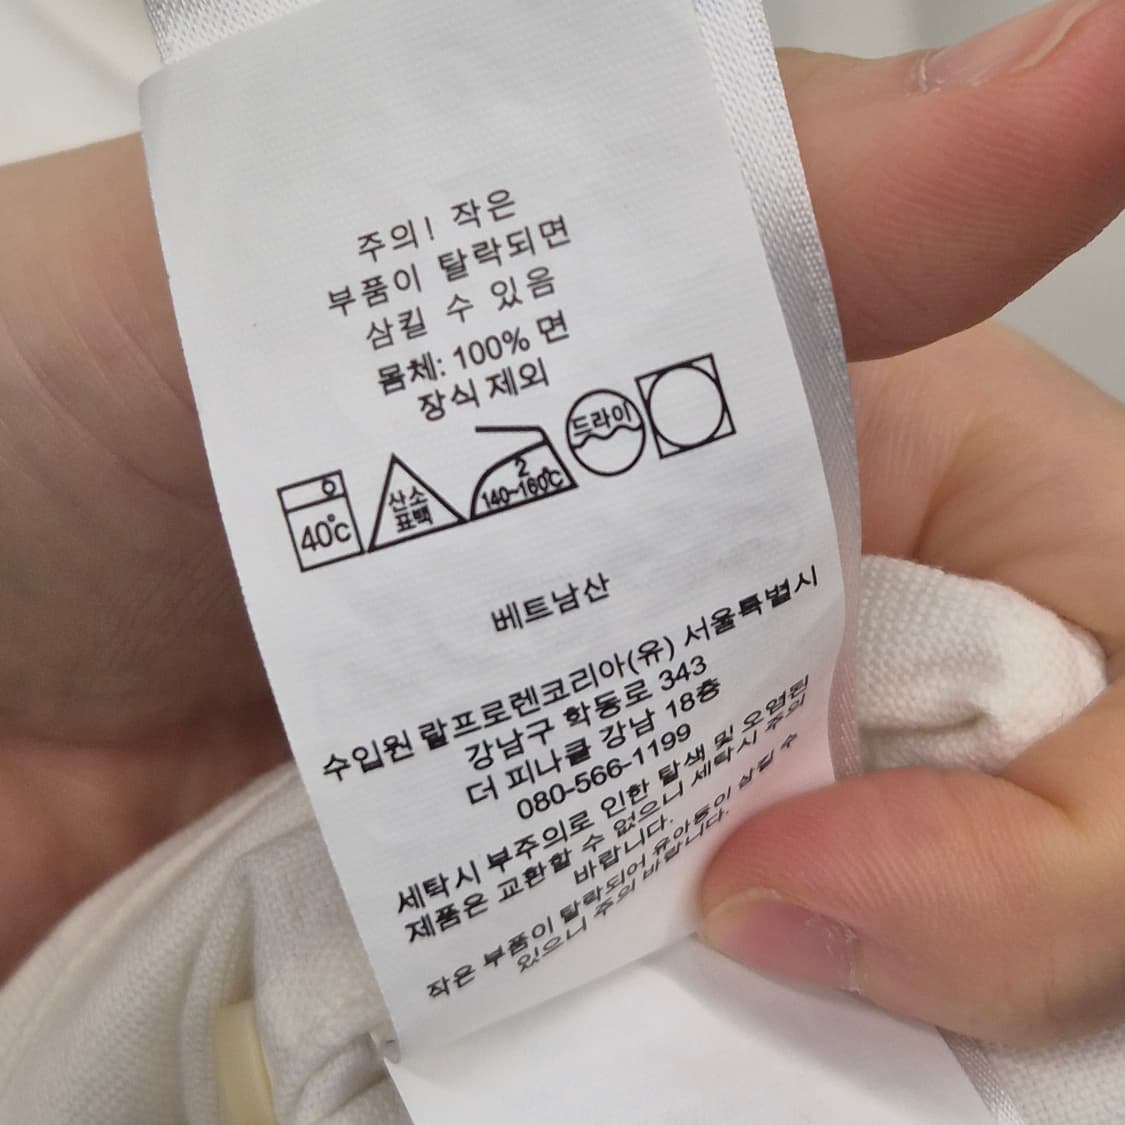 주의! 작은
부품이 탈락되면
삼킬 수 있음
몸체: 100% 면
장식 제외
40℃
산소
표백
2
140~160℃
드라이
베트남산
수입원 랄프로렌코리아(유) 서울특별시
강남구 학동로 343
더 피나클 강남 18층
080-566-1199
세탁시 부주의로 인한 탈색 및 오염된
제품은 교환할 수 없으니 세탁시 주의
바랍니다.
작은 부품이 탈락되어 유아동이 삼킬 수
있으니 주의 바랍니다.